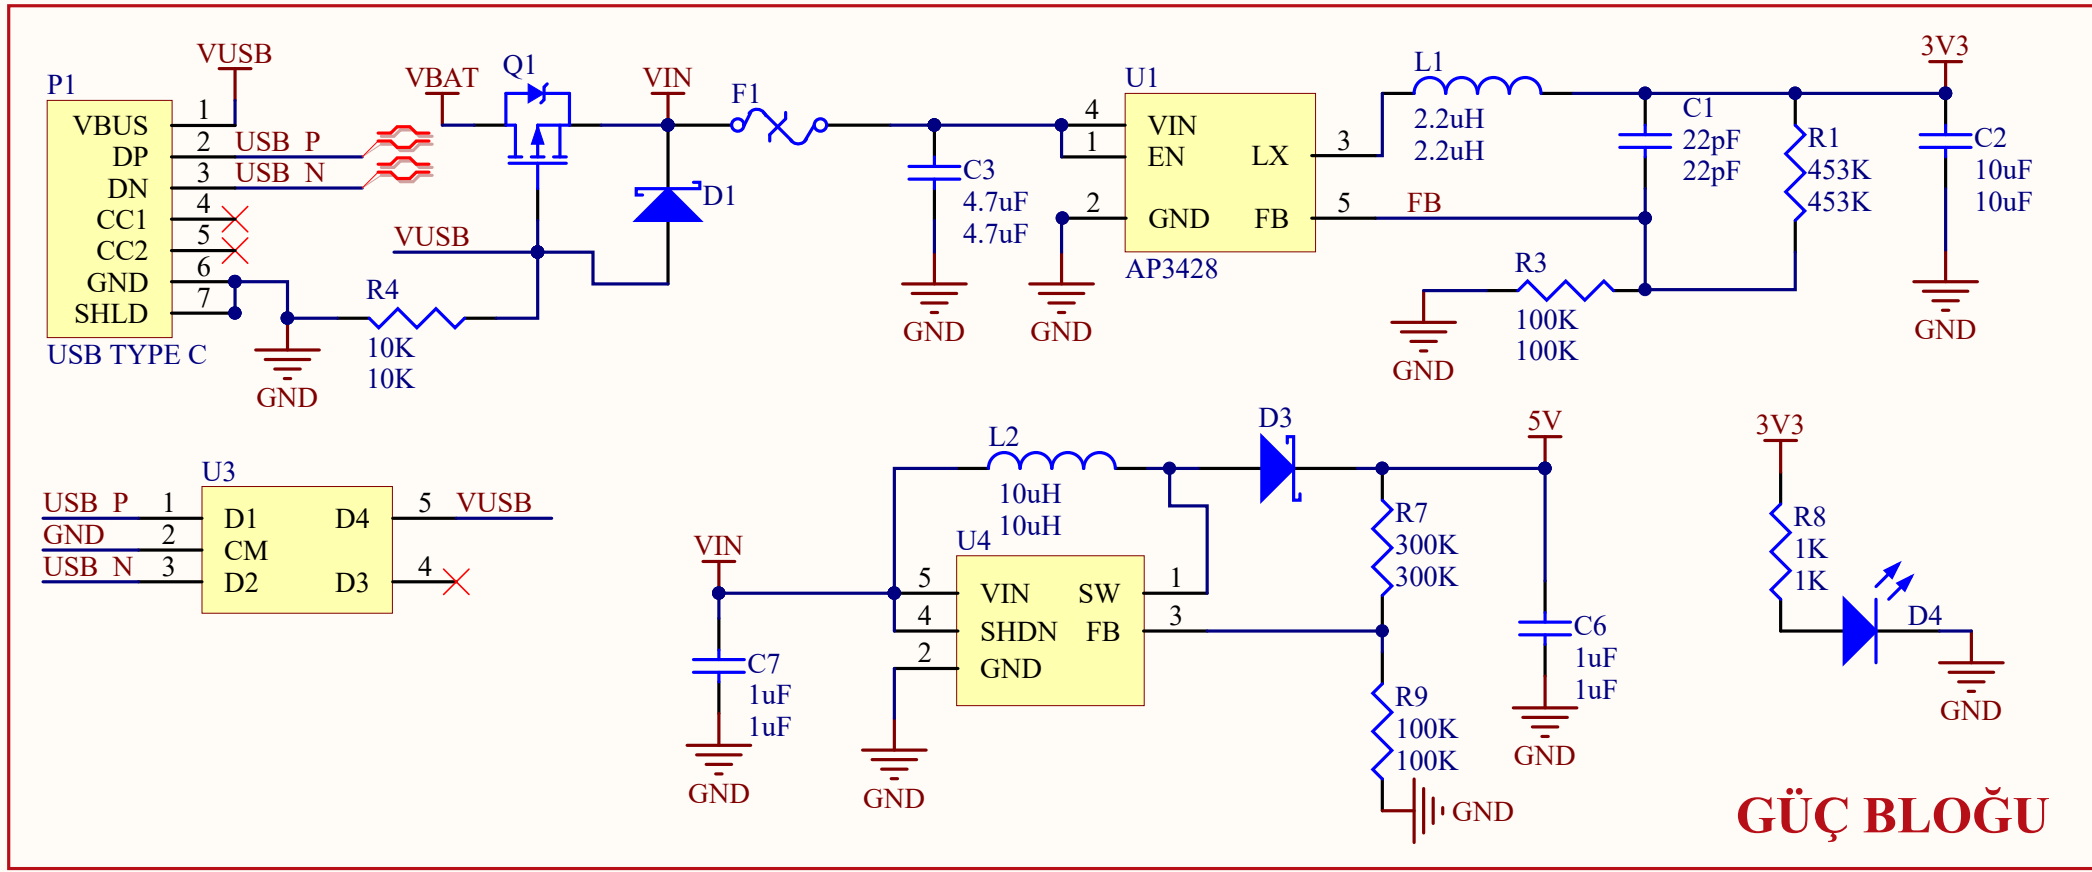 VUSB
P1
VBUS 1
DP 2 USB_P
DN 3 USB_N
CC1 4
CC2 5
GND 6
SHLD 7
USB TYPE C
GND
R4
10K
10K
VUSB
VBAT
Q1
VIN
D1
F1
C3
4.7uF
4.7uF
GND
GND
U1
4 VIN
1 EN
LX 3
2 GND
FB 5
AP3428
FB
L1
2.2uH
2.2uH
C1
22pF
22pF
R1
453K
453K
R3
100K
100K
GND
3V3
C2
10uF
10uF
GND
U3
USB_P 1 D1
GND 2 CM
USB_N 3 D2
D4 5 VUSB
D3 4
VIN
C7
1uF
1uF
GND
L2
10uH
10uH
U4
5 VIN
4 SHDN
2 GND
SW 1
FB 3
GND
D3
R7
300K
300K
R9
100K
100K
GND
5V
C6
1uF
1uF
GND
3V3
R8
1K
1K
D4
GND
GÜÇ BLOĞU